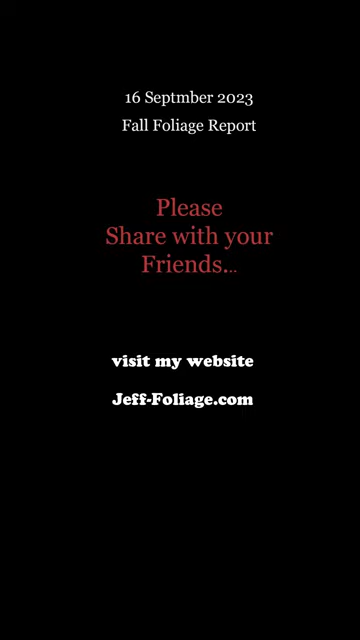 16 Septmber 2023
Fall Foliage Report
Please
Share with your
Friends...
visit my website
Jeff-Foliage.com